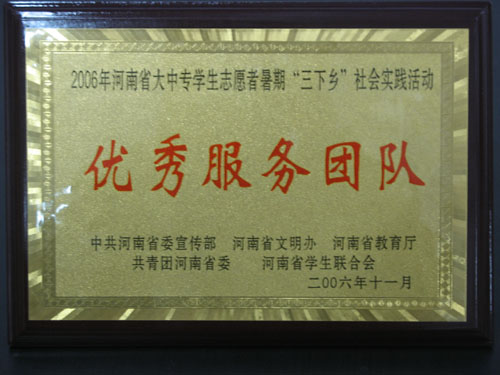 2006年河南省大中专学生志愿者暑期“三下乡”社会实践活动
优秀服务团队
中共河南省委宣传部 河南省文明办 河南省教育厅
共青团河南省委 河南省学生联合会
二00六年十一月